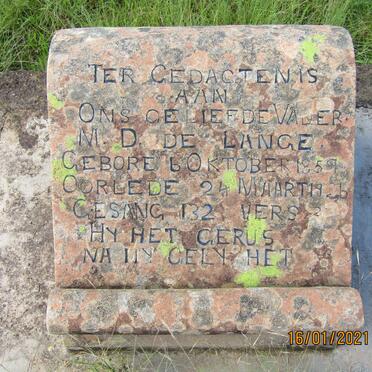 TER GEDACTENIS
AAN
ONS GELIEFDE VADER
M. D. DE LANGE
GEBORE 6 OKTOBER 1859
OORLEDE 24 MAART
GESANG 132 VERS
HY HET GERUS
NA HY GELY HET
16/01/2021